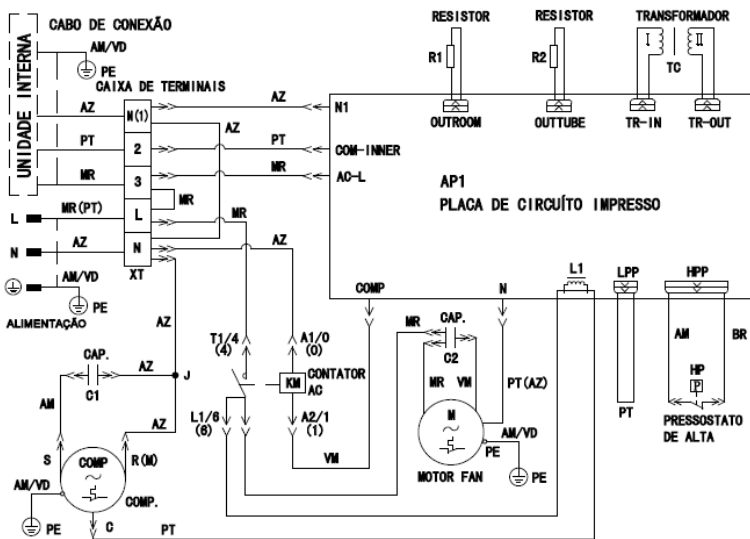 CABO DE CONEXÃO
UNIDADE INTERNA
AM/VD
PE
AZ
PT
MR
CAIXA DE TERMINAIS
N(1)
2
3
L
N
XT
AZ
AZ
PT
MR
MR
MR
L
MR(PT)
N
AZ
AM/VD
PE
ALIMENTAÇÃO
RESISTOR
R1
OUTROOM
RESISTOR
R2
OUTTUBE
TRANSFORMADOR
I
II
TC
TR-IN
TR-OUT
N1
COM-INNER
AC-L
AP1
PLACA DE CIRCUÍTO IMPRESSO
COMP
N
L1
LPP
HPP
AZ
T1/4
(4)
A1/0
(0)
KM
CONTATOR
AC
L1/6
(6)
A2/1
(1)
VM
MR
CAP.
C2
MR
VM
PT(AZ)
M
~
AM/VD
PE
PE
MOTOR FAN
PT
AM
BR
HP
P
PRESSOSTATO
DE ALTA
CAP.
C1
AZ
J
AM
AZ
S
COMP
~
R(M)
AM/VD
PE
COMP.
C
PT